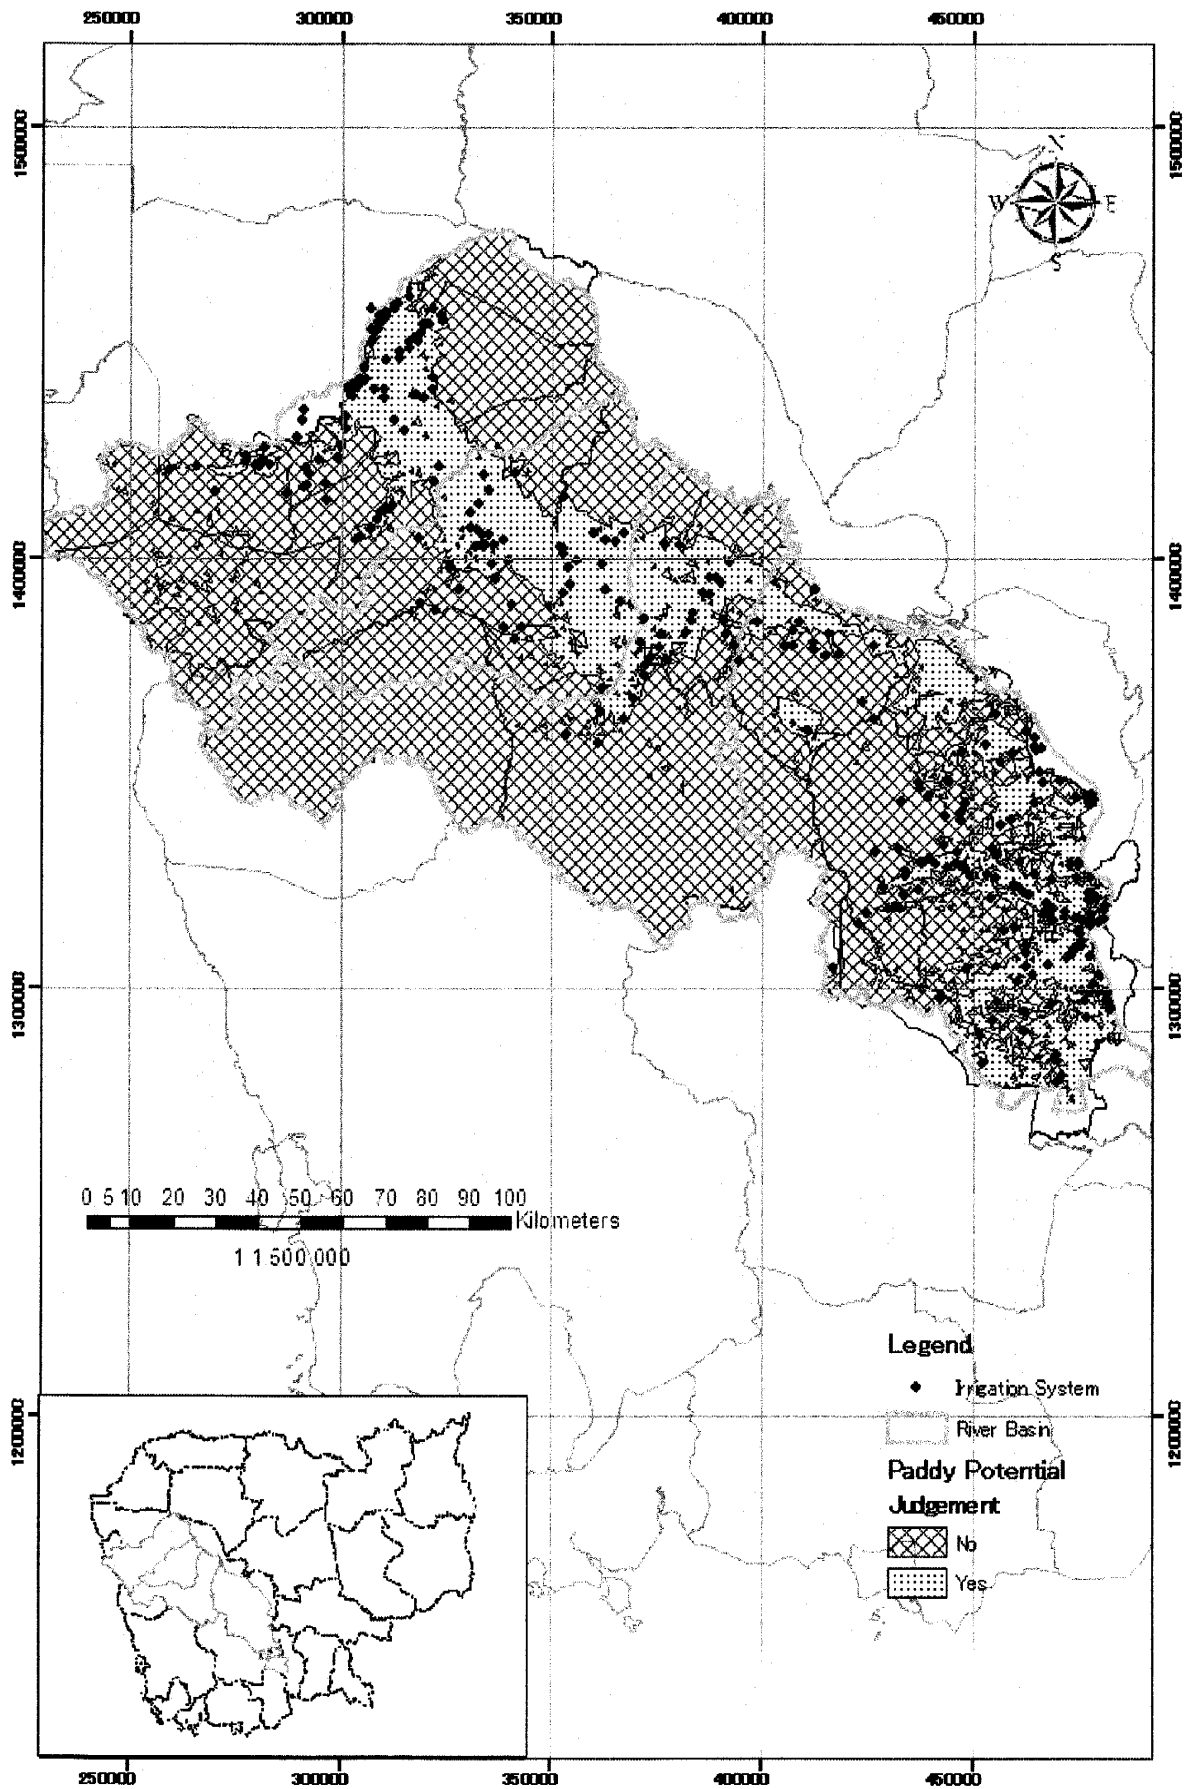 250000 300000 350000 400000 450000
1500000 1500000
N
W E
S
1400000 1400000
1300000 1300000
0 5 10 20 30 40 50 60 70 80 90 100
Kilometers
1 1 500 000
Legend
Irrigation System
River Basin
Paddy Potential
Judgement
No
Yes
1200000 1200000
250000 300000 350000 400000 450000